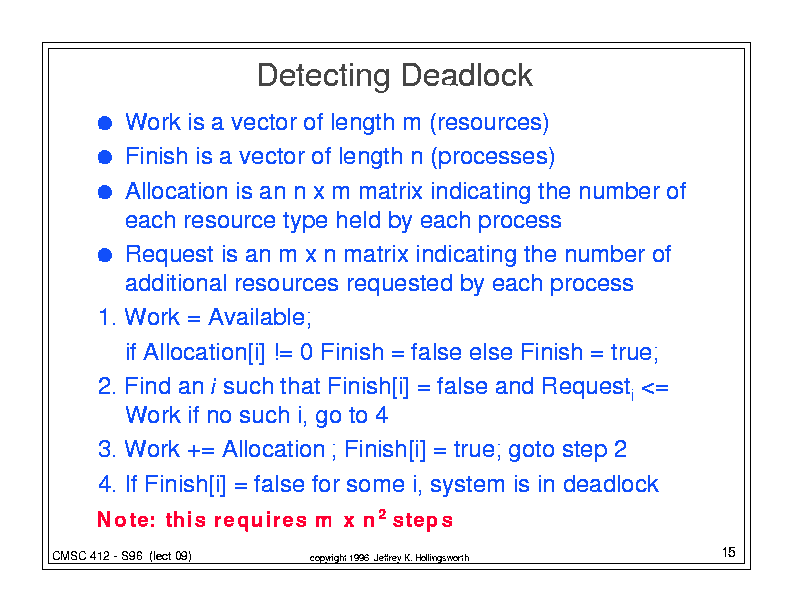 Detecting Deadlock
● Work is a vector of length m (resources)
● Finish is a vector of length n (processes)
● Allocation is an n x m matrix indicating the number of
each resource type held by each process
● Request is an m x n matrix indicating the number of
additional resources requested by each process
1. Work = Available;
if Allocation[i] != 0 Finish = false else Finish = true;
2. Find an i such that Finish[i] = false and Requestᵢ <=
Work if no such i, go to 4
3. Work += Allocation ; Finish[i] = true; goto step 2
4. If Finish[i] = false for some i, system is in deadlock
Note: this requires m x n² steps
CMSC 412 - S96 (lect 09)
copyright 1996 Jeffrey K. Hollingsworth
15